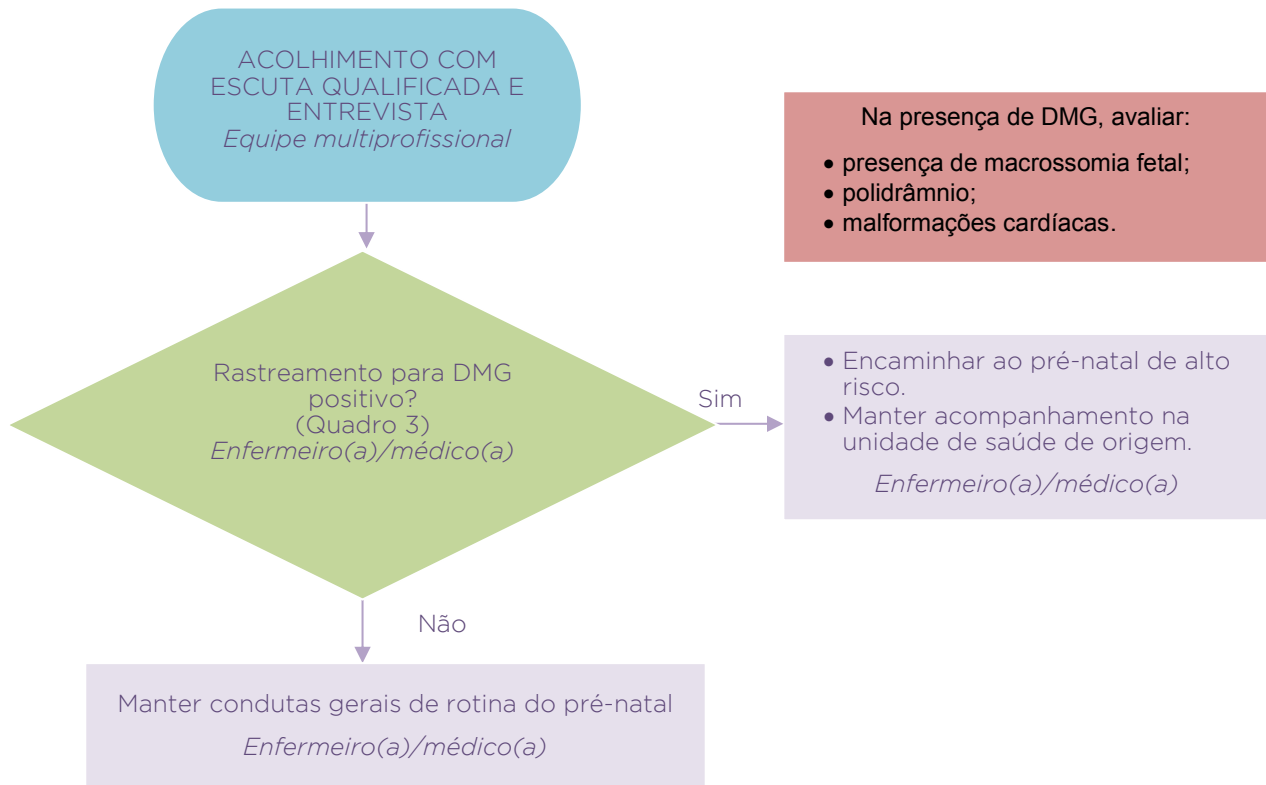 ACOLHIMENTO COM
ESCUTA QUALIFICADA E
ENTREVISTA
Equipe multiprofissional
Na presença de DMG, avaliar:
• presença de macrossomia fetal;
• polidrâmnio;
• malformações cardíacas.
Rastreamento para DMG
positivo?
(Quadro 3)
Enfermeiro(a)/médico(a)
Sim
• Encaminhar ao pré-natal de alto
risco.
• Manter acompanhamento na
unidade de saúde de origem.
Enfermeiro(a)/médico(a)
Não
Manter condutas gerais de rotina do pré-natal
Enfermeiro(a)/médico(a)